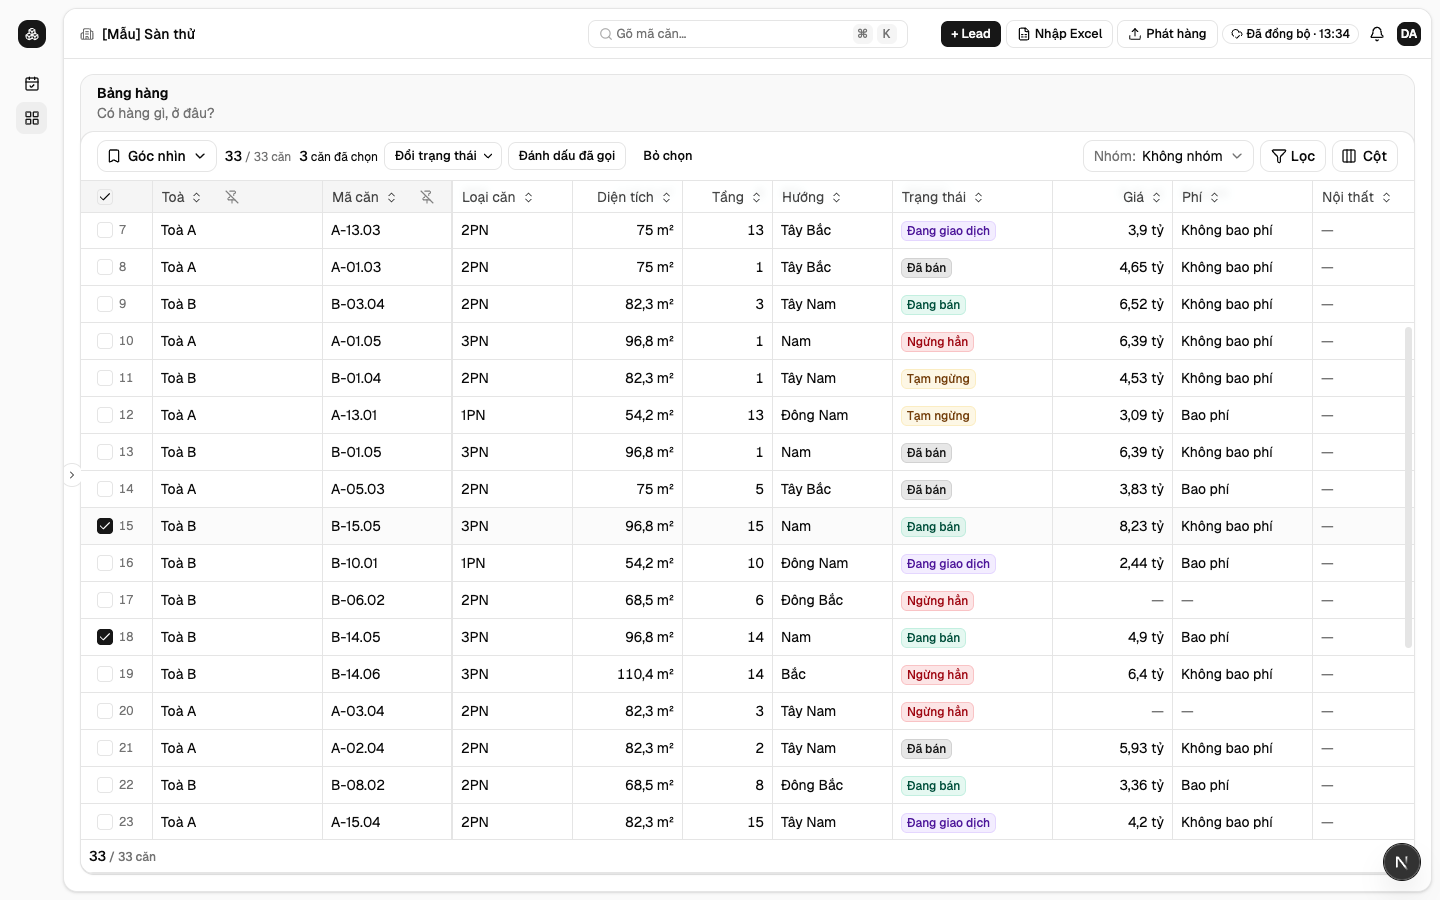 [Mẫu] Sàn thử
Gõ mã căn... ⌘ K
+ Lead
Nhập Excel
Phát hàng
Đã đồng bộ · 13:34
DA
Bảng hàng
Có hàng gì, ở đâu?
Góc nhìn 33 / 33 căn 3 căn đã chọn Đổi trạng thái Đánh dấu đã gọi Bỏ chọn Nhóm: Không nhóm Lọc Cột
Toà Mã căn Loại căn Diện tích Tầng Hướng Trạng thái Giá Phí Nội thất
7 Toà A A-13.03 2PN 75 m² 13 Tây Bắc Đang giao dịch 3,9 tỷ Không bao phí —
8 Toà A A-01.03 2PN 75 m² 1 Tây Bắc Đã bán 4,65 tỷ Không bao phí —
9 Toà B B-03.04 2PN 82,3 m² 3 Tây Nam Đang bán 6,52 tỷ Không bao phí —
10 Toà A A-01.05 3PN 96,8 m² 1 Nam Ngừng hẳn 6,39 tỷ Không bao phí —
11 Toà B B-01.04 2PN 82,3 m² 1 Tây Nam Tạm ngừng 4,53 tỷ Không bao phí —
12 Toà A A-13.01 1PN 54,2 m² 13 Đông Nam Tạm ngừng 3,09 tỷ Bao phí —
13 Toà B B-01.05 3PN 96,8 m² 1 Nam Đã bán 6,39 tỷ Không bao phí —
14 Toà A A-05.03 2PN 75 m² 5 Tây Bắc Đã bán 3,83 tỷ Bao phí —
15 Toà B B-15.05 3PN 96,8 m² 15 Nam Đang bán 8,23 tỷ Không bao phí —
16 Toà B B-10.01 1PN 54,2 m² 10 Đông Nam Đang giao dịch 2,44 tỷ Bao phí —
17 Toà B B-06.02 2PN 68,5 m² 6 Đông Bắc Ngừng hẳn — — —
18 Toà B B-14.05 3PN 96,8 m² 14 Nam Đang bán 4,9 tỷ Bao phí —
19 Toà B B-14.06 3PN 110,4 m² 14 Bắc Ngừng hẳn 6,4 tỷ Không bao phí —
20 Toà A A-03.04 2PN 82,3 m² 3 Tây Nam Ngừng hẳn — — —
21 Toà A A-02.04 2PN 82,3 m² 2 Tây Nam Đã bán 5,93 tỷ Không bao phí —
22 Toà B B-08.02 2PN 68,5 m² 8 Đông Bắc Đang bán 3,36 tỷ Bao phí —
23 Toà A A-15.04 2PN 82,3 m² 15 Tây Nam Đang giao dịch 4,2 tỷ Không bao phí —
33 / 33 căn
N